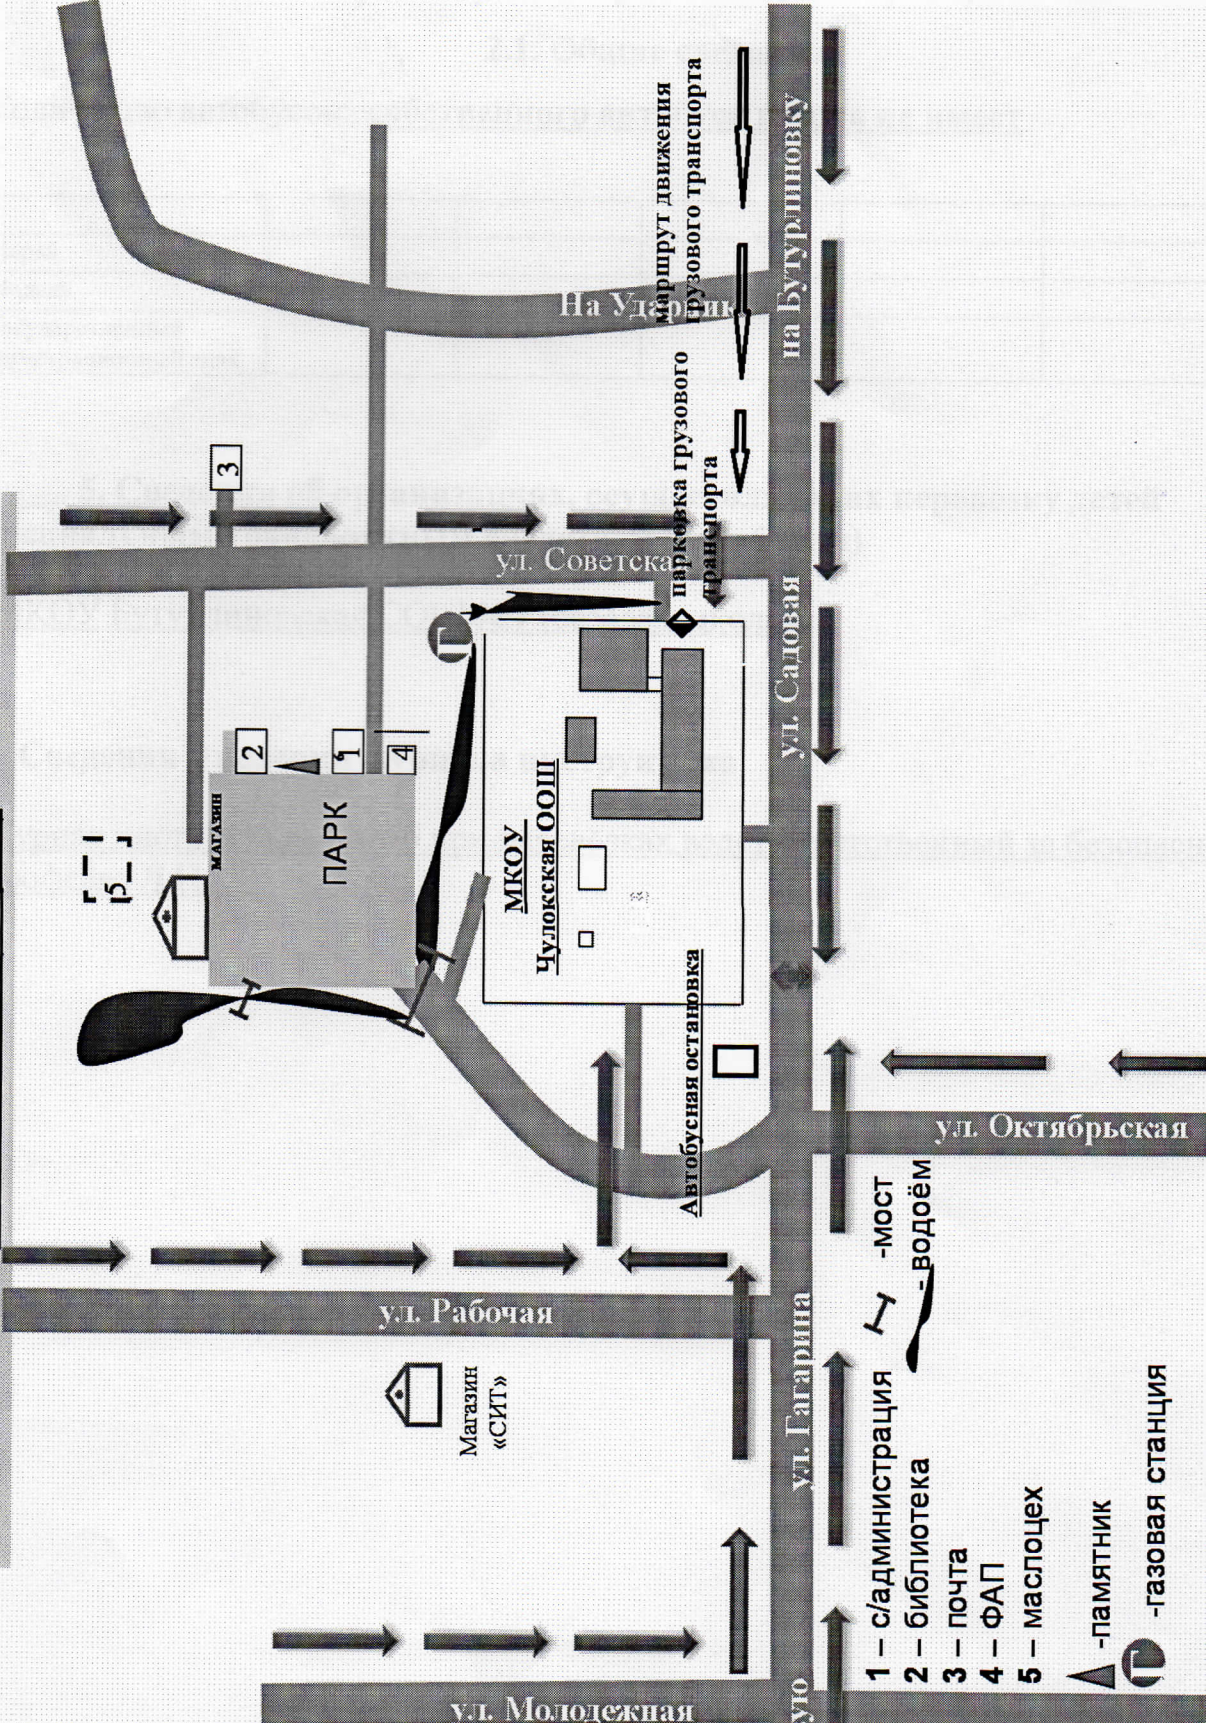 маршрут движения
грузового транспорта
На Ударник
на Бутурлиновку
парковка грузового
транспорта
3
ул. Советская
Г
2
1
4
МАГАЗИН
ПАРК
5
МКОУ
Чулокская ООШ
ул. Садовая
Автобусная остановка
ул. Октябрьская
ул. Рабочая
Магазин
«СИТ»
ул. Гагарина
ул. Молодежная
ую
1 – с/администрация
2 – библиотека
3 – почта
4 – ФАП
5 – маслоцех
-мост
- водоём
-памятник
Г
-газовая станция